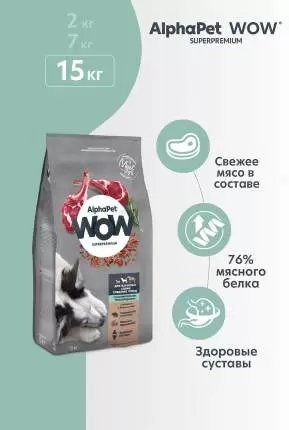 2 кг
7 кг
15 кг
AlphaPet WOW®
SUPERPREMIUM
Свежее
мясо в
составе
AlphaPet
WOW
SUPERPREMIUM
76%
мясного
белка
Здоровые
суставы